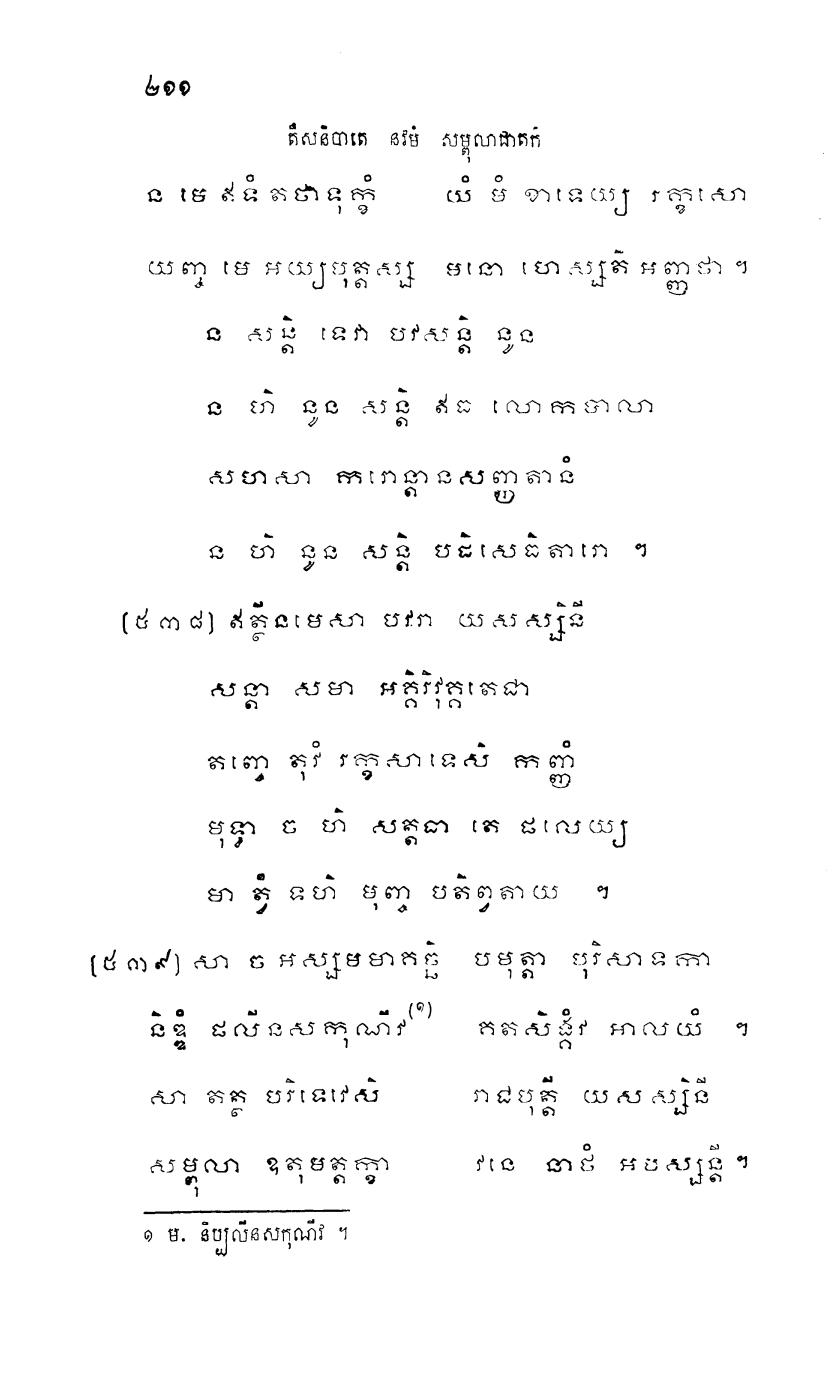 ២១១
តឹសនិបាតេ នវមំ សម្ពុលាជាតកំ
ន មេ ឥទំ តថា ទុក្ខំ យំ មំ ខាទេយ្យ រក្ខសោ
យញ្ច មេ អយ្យបុត្តស្ស មនោ ហេស្សតិ អញ្ញថា ។
ន សន្តិ ទេវា បវសន្តិ នូន
ន ហិ នូន សន្តិ ឥធ លោកបាលា
សហសា ករោន្តានសញ្ញតានំ
ន ហិ នូន សន្តិ បដិសេធិតារោ ។
(៥៣៨) ឥត្ថីនមេសា បវរា យសស្សិនី
សន្តា សមា អគ្គិរិវុគ្គតេជា
តញ្ចេ តុវំ រក្ខសាទេសិ កញ្ញំ
មុទ្ធា ច ហិ សត្តធា តេ ផលេយ្យ
មា ត្វំ ទហិ មុញ្ច បតិព្វតាយ ។
(៥៣៩) សា ច អស្សមមាគច្ឆិ បមុត្តា បុរិសាទកា
និឌ្ឌំ ផលីនសកុណីវ(១) គតសិង្គំវ អាលយំ ។
សា តត្ថ បរិទេវេសិ រាជបុត្តី យសស្សិនី
សម្ពុលា ឧតុមត្តក្ខា វនេ នាថំ អបស្សន្តី ។
១ ម. និប្បលីនសកុណីវ ។